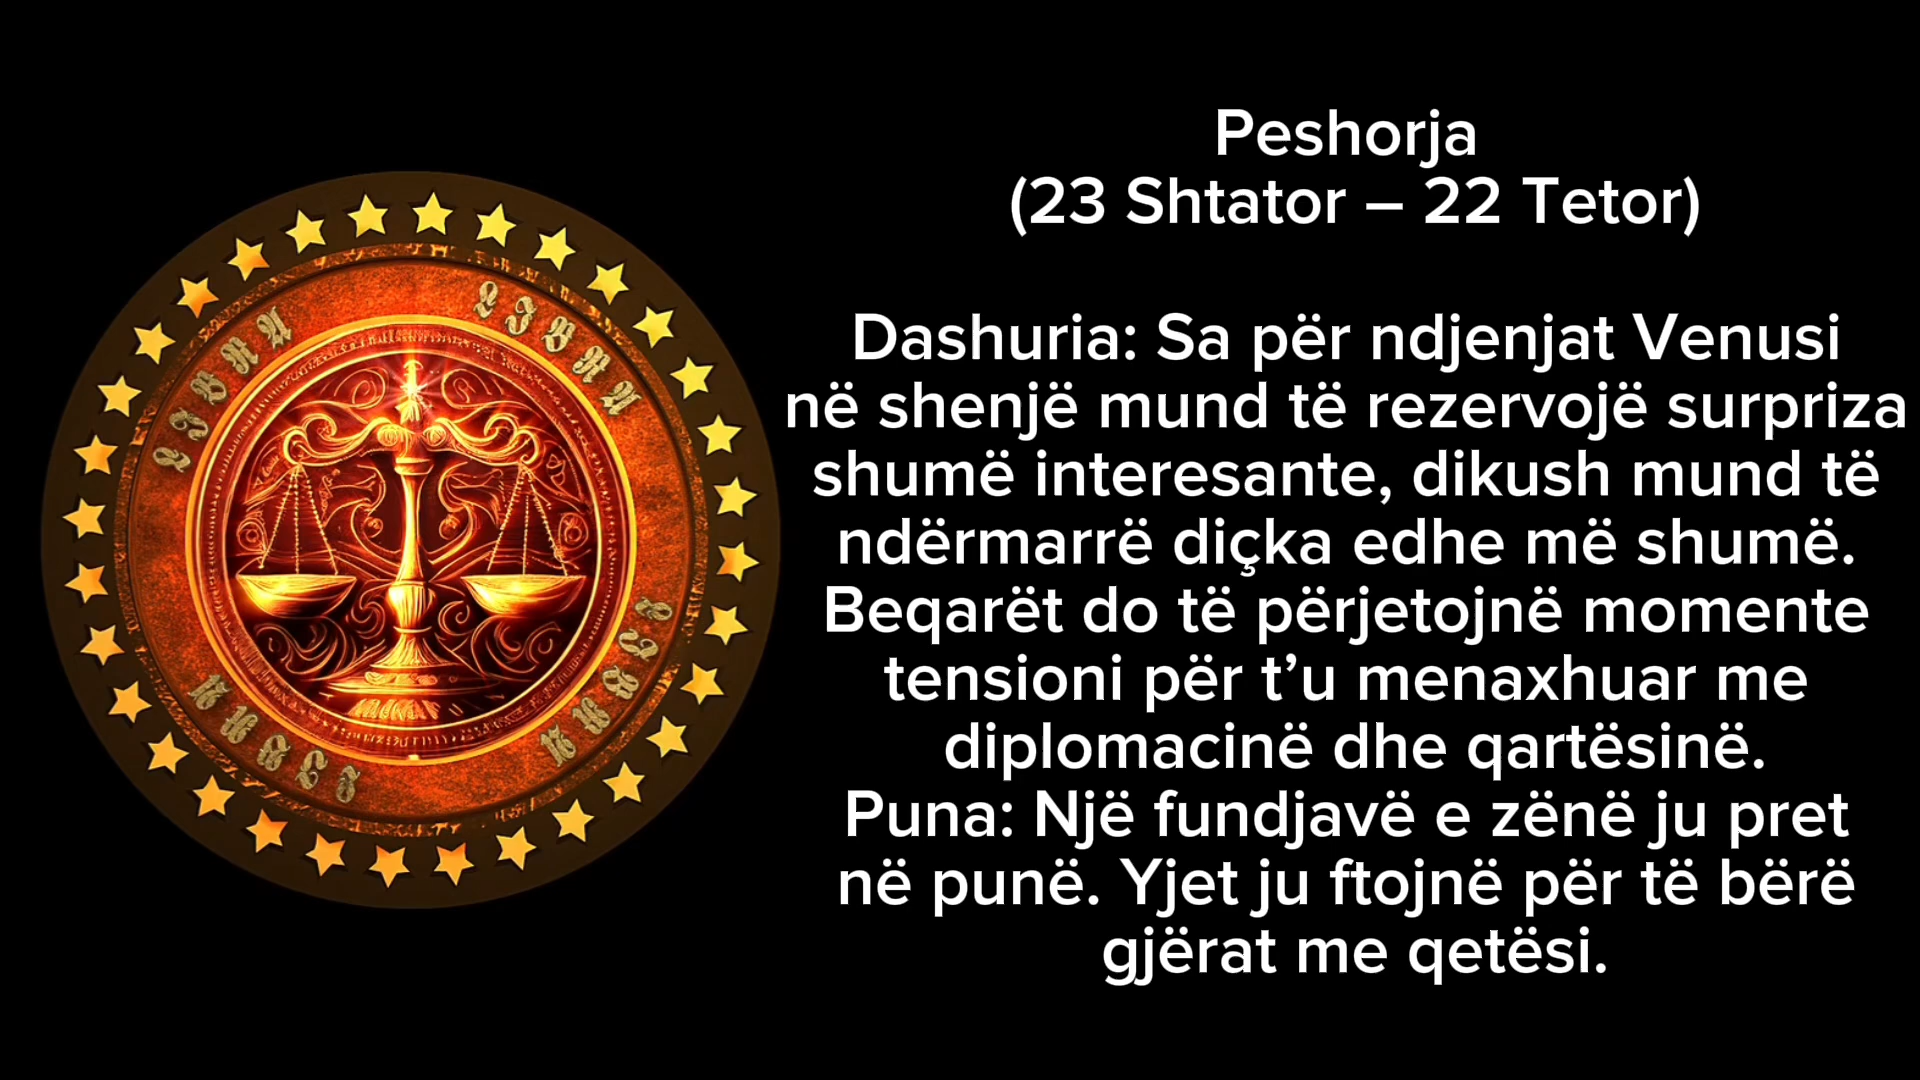 Peshorja
(23 Shtator – 22 Tetor)
Dashuria: Sa për ndjenjat Venusi
në shenjë mund të rezervojë surpriza
shumë interesante, dikush mund të
ndërmarrë diçka edhe më shumë.
Beqarët do të përjetojnë momente
tensioni për t’u menaxhuar me
diplomacinë dhe qartësinë.
Puna: Një fundjavë e zënë ju pret
në punë. Yjet ju ftojnë për të bërë
gjërat me qetësi.